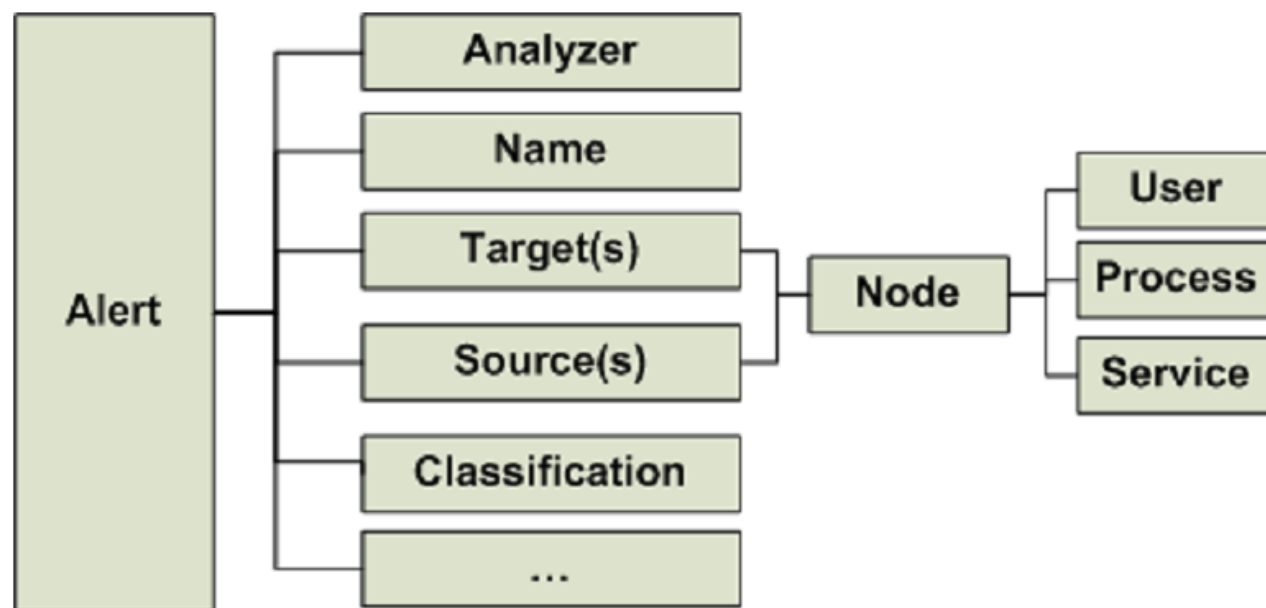 Alert
Analyzer
Name
Target(s)
Source(s)
Classification
...
Node
User
Process
Service